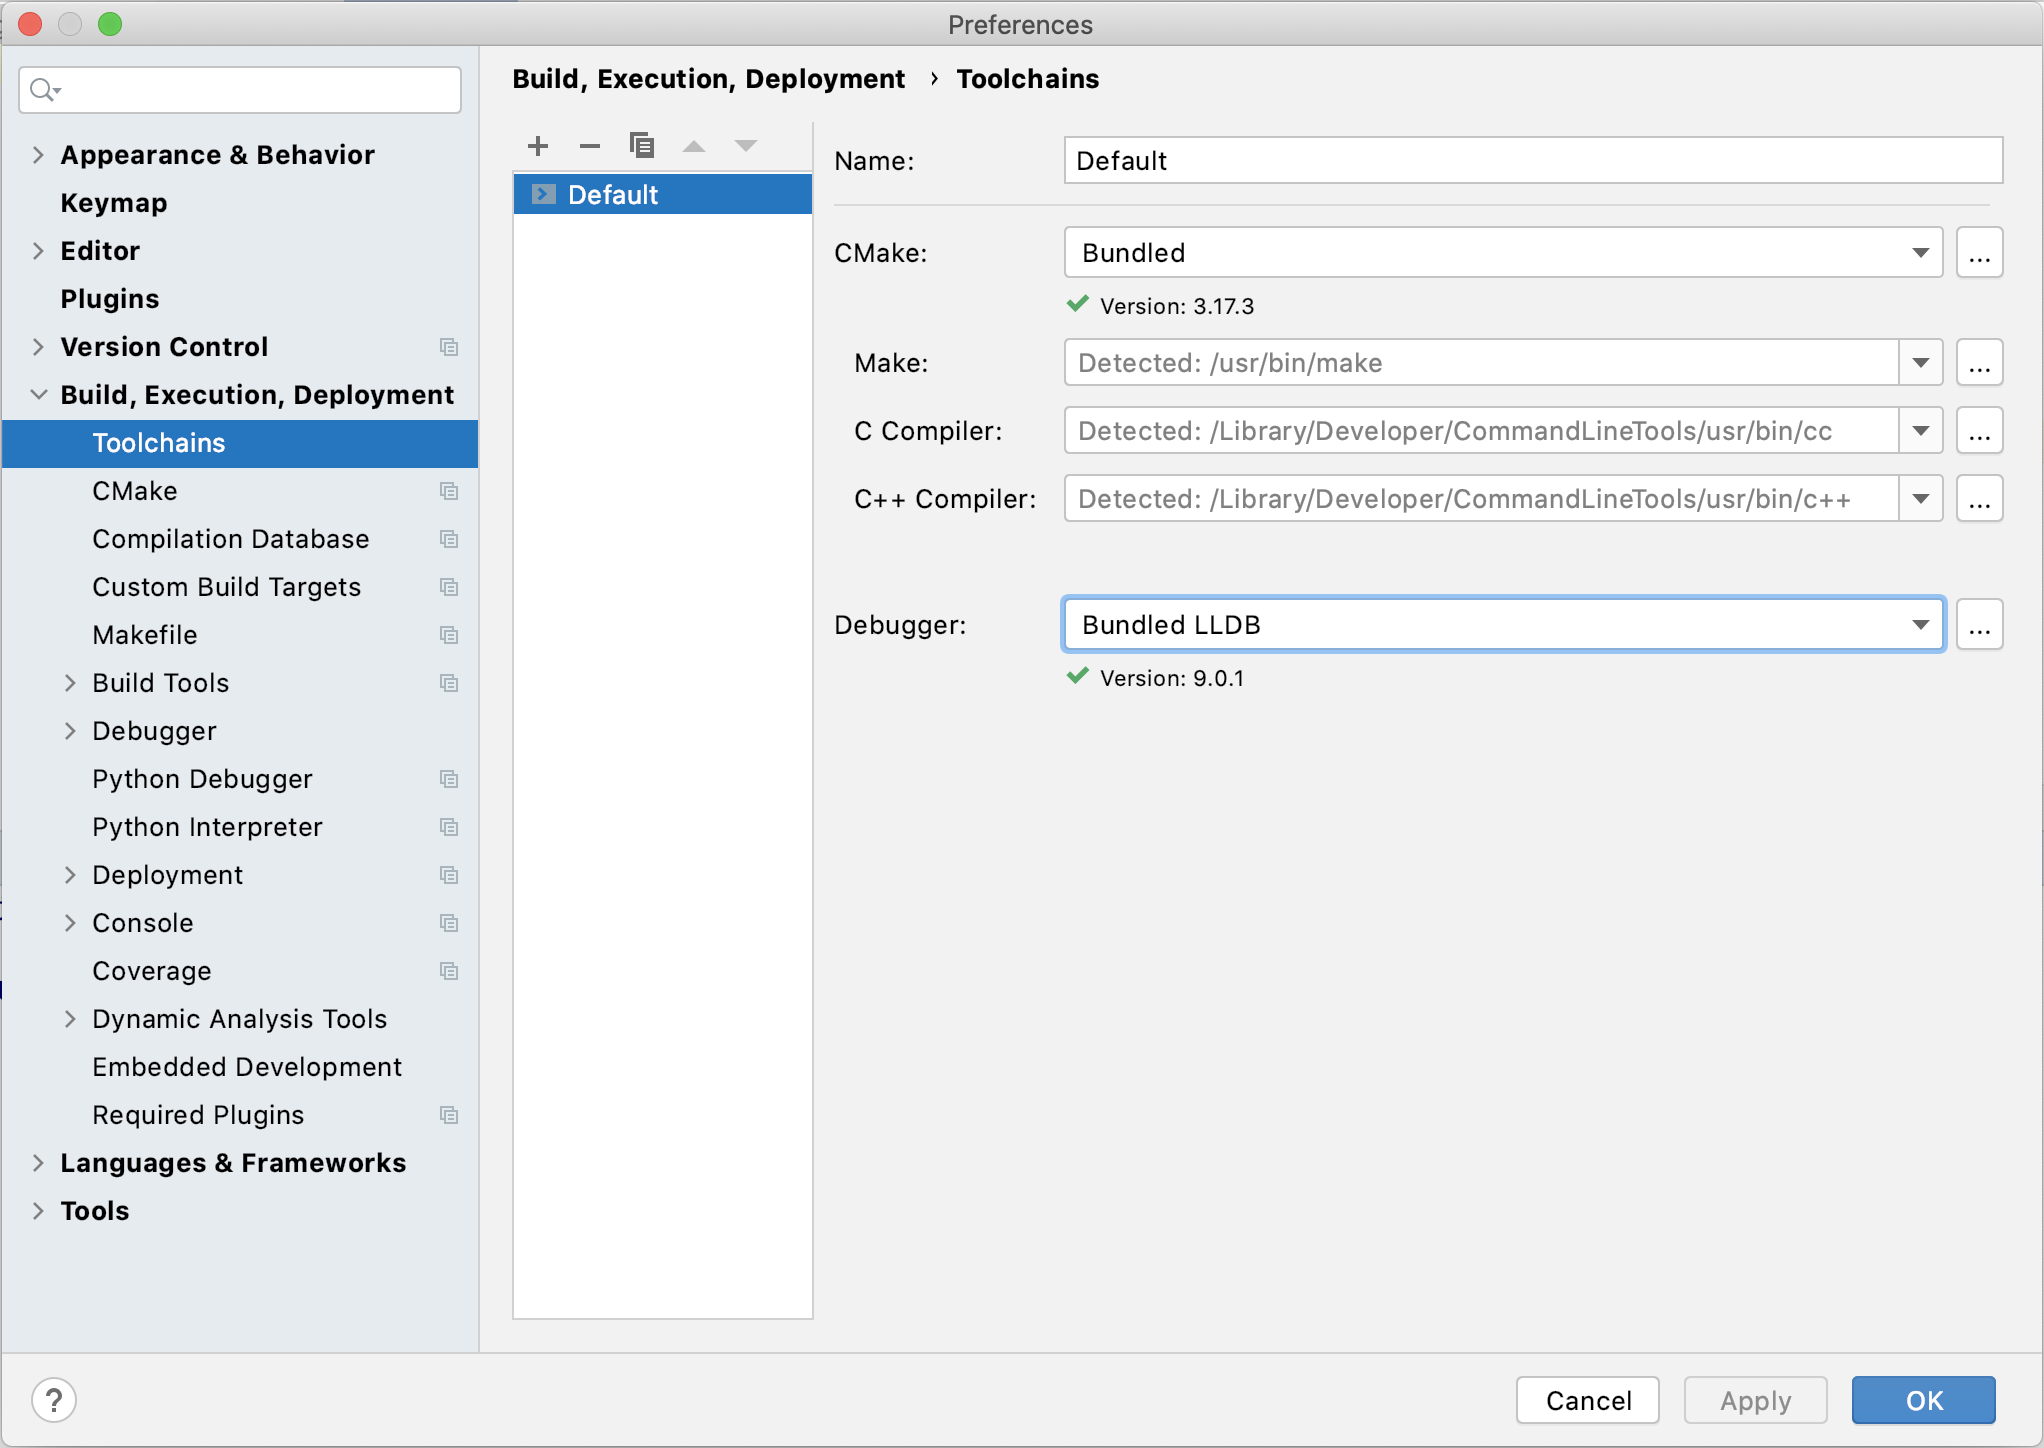 Preferences
Build, Execution, Deployment › Toolchains
Appearance & Behavior
Keymap
Editor
Plugins
Version Control
Build, Execution, Deployment
Toolchains
CMake
Compilation Database
Custom Build Targets
Makefile
Build Tools
Debugger
Python Debugger
Python Interpreter
Deployment
Console
Coverage
Dynamic Analysis Tools
Embedded Development
Required Plugins
Languages & Frameworks
Tools
Default
Name: Default
CMake: Bundled ...
Version: 3.17.3
Make: Detected: /usr/bin/make ...
C Compiler: Detected: /Library/Developer/CommandLineTools/usr/bin/cc ...
C++ Compiler: Detected: /Library/Developer/CommandLineTools/usr/bin/c++ ...
Debugger: Bundled LLDB ...
Version: 9.0.1
? Cancel Apply OK